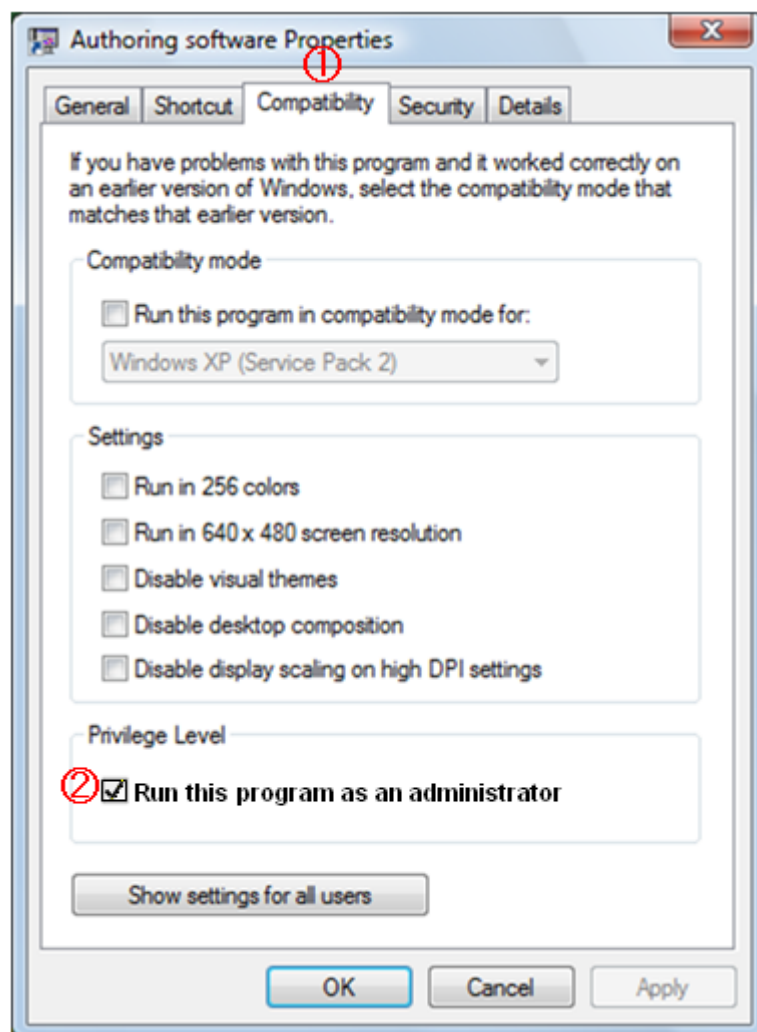 Authoring software Properties
①
General Shortcut Compatibility Security Details
If you have problems with this program and it worked correctly on
an earlier version of Windows, select the compatibility mode that
matches that earlier version.
Compatibility mode
Run this program in compatibility mode for:
Windows XP (Service Pack 2)
Settings
Run in 256 colors
Run in 640 x 480 screen resolution
Disable visual themes
Disable desktop composition
Disable display scaling on high DPI settings
Privilege Level
② Run this program as an administrator
Show settings for all users
OK Cancel Apply